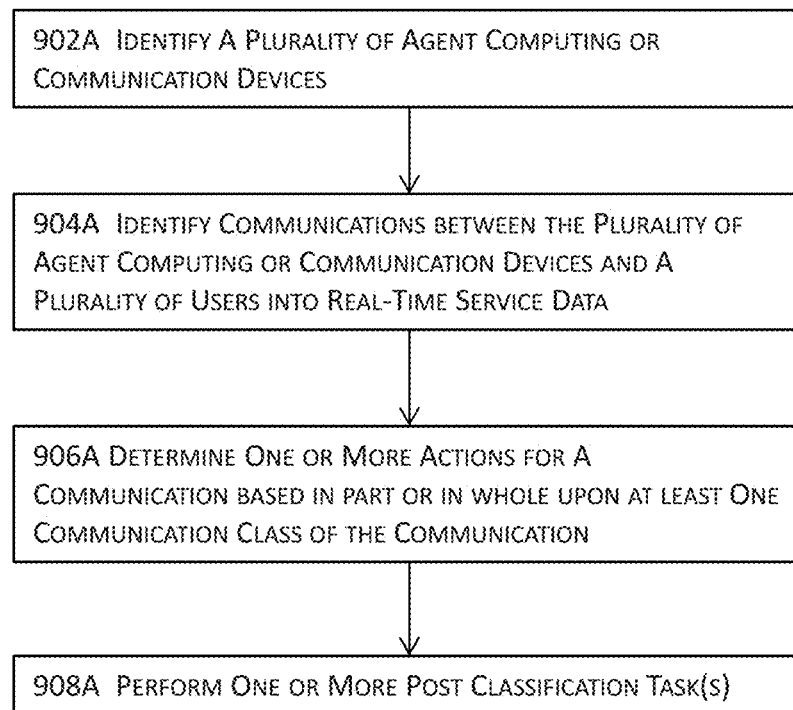 902A IDENTIFY A PLURALITY OF AGENT COMPUTING OR
COMMUNICATION DEVICES
904A IDENTIFY COMMUNICATIONS BETWEEN THE PLURALITY OF
AGENT COMPUTING OR COMMUNICATION DEVICES AND A
PLURALITY OF USERS INTO REAL-TIME SERVICE DATA
906A DETERMINE ONE OR MORE ACTIONS FOR A
COMMUNICATION BASED IN PART OR IN WHOLE UPON AT LEAST ONE
COMMUNICATION CLASS OF THE COMMUNICATION
908A PERFORM ONE OR MORE POST CLASSIFICATION TASK(S)